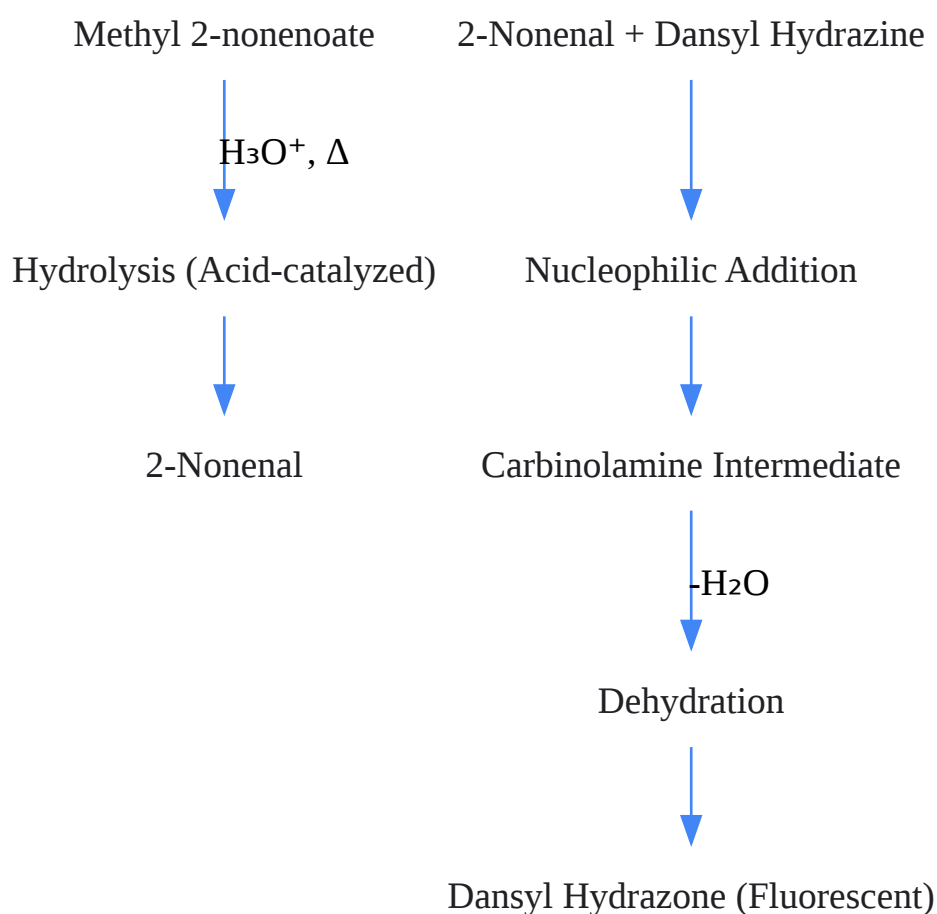 Methyl 2-nonenoate
H₃O⁺, Δ
Hydrolysis (Acid-catalyzed)
2-Nonenal
2-Nonenal + Dansyl Hydrazine
Nucleophilic Addition
Carbinolamine Intermediate
-H₂O
Dehydration
Dansyl Hydrazone (Fluorescent)